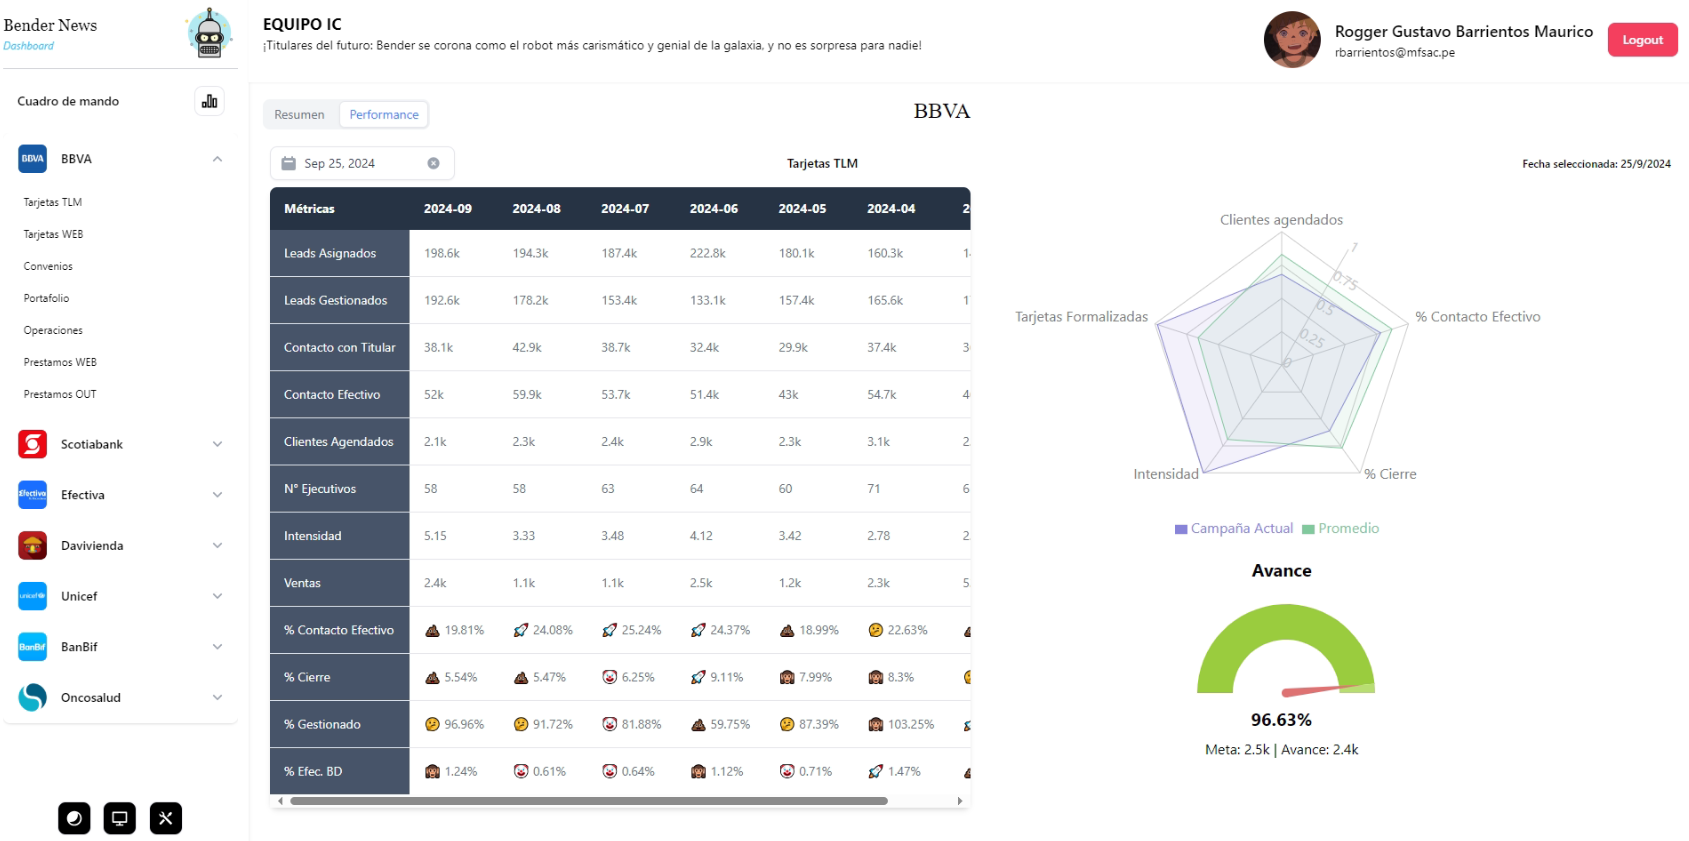 Bender News
Dashboard
EQUIPO IC
¡Titulares del futuro: Bender se corona como el robot más carismático y genial de la galaxia, y no es sorpresa para nadie!
Rogger Gustavo Barrientos Maurico
rbarrientos@mfsac.pe
Logout
Cuadro de mando
BBVA
BBVA
Tarjetas TLM
Tarjetas WEB
Convenios
Portafolio
Operaciones
Prestamos WEB
Prestamos OUT
Scotiabank
Efectiva
Efectiva
Davivienda
unicef
Unicef
BanBif
BanBif
Oncosalud
Resumen
Performance
BBVA
Sep 25, 2024
Tarjetas TLM
Fecha seleccionada: 25/9/2024
Métricas 2024-09 2024-08 2024-07 2024-06 2024-05 2024-04 2
Leads Asignados 198.6k 194.3k 187.4k 222.8k 180.1k 160.3k 1
Leads Gestionados 192.6k 178.2k 153.4k 133.1k 157.4k 165.6k 1
Contacto con Titular 38.1k 42.9k 38.7k 32.4k 29.9k 37.4k 3
Contacto Efectivo 52k 59.9k 53.7k 51.4k 43k 54.7k 4
Clientes Agendados 2.1k 2.3k 2.4k 2.9k 2.3k 3.1k 2.
N° Ejecutivos 58 58 63 64 60 71 6
Intensidad 5.15 3.33 3.48 4.12 3.42 2.78 2.
Ventas 2.4k 1.1k 1.1k 2.5k 1.2k 2.3k 5.
% Contacto Efectivo 💩 19.81% 🚀 24.08% 🚀 25.24% 🚀 24.37% 💩 18.99% 🤔 22.63%
% Cierre 💩 5.54% 💩 5.47% 🤡 6.25% 🚀 9.11% 🙈 7.99% 🙈 8.3%
% Gestionado 🤔 96.96% 🤔 91.72% 🤡 81.88% 💩 59.75% 🤔 87.39% 🙈 103.25%
% Efec. BD 🙈 1.24% 🤡 0.61% 🤡 0.64% 🙈 1.12% 🤡 0.71% 🚀 1.47%
Clientes agendados
% Contacto Efectivo
% Cierre
Intensidad
Tarjetas Formalizadas
1
0.75
0.5
0.25
0
Campaña Actual
Promedio
Avance
96.63%
Meta: 2.5k | Avance: 2.4k